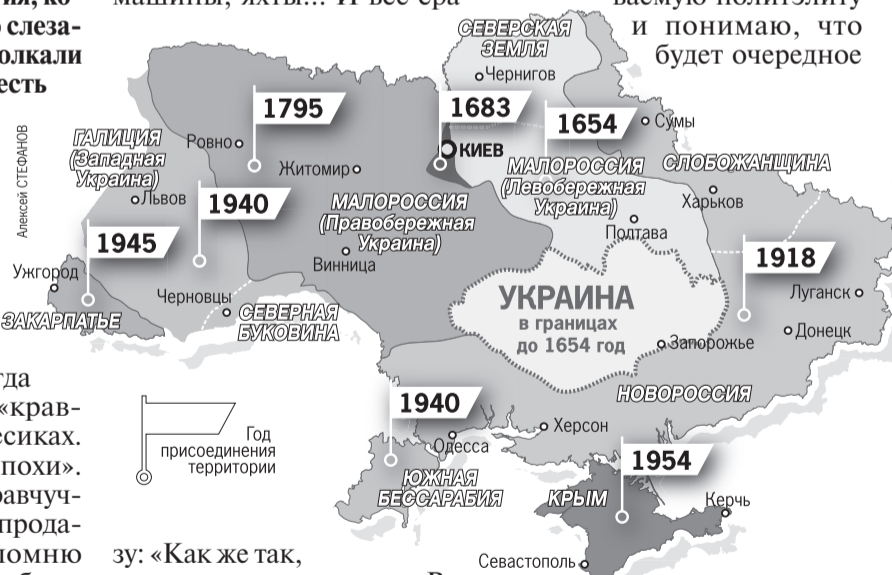 ия, ко-
о слеза-
олкали
есть
машины, яхты... И все сра-
ваемую политэлиту
и понимаю, что
будет очередное
СЕВЕРСКАЯ
ЗЕМЛЯ
Чернигов
1795
1683
1654
Сумы
Ровно
КИЕВ
ГАЛИЦИЯ
(Западная
Украина)
Житомир
МАЛОРОССИЯ
(Левобережная
Украина)
СЛОБОЖАНЩИНА
Львов
1940
МАЛОРОССИЯ
(Правобережная
Украина)
Харьков
Полтава
1945
Винница
1918
Ужгород
Черновцы
УКРАИНА
в границах
до 1654 год
Луганск
ЗАКАРПАТЬЕ
СЕВЕРНАЯ
БУКОВИНА
Запорожье
Донецк
НОВОРОССИЯ
1940
Херсон
Одесса
ЮЖНАЯ
БЕССАРАБИЯ
1954
КРЫМ
Керчь
Севастополь
Год
присоединения
территории
Алексей СТЕФАНОВ
гда
«крав-
есиках.
похи».
равчуч-
прода-
помню
зу: «Как же так,